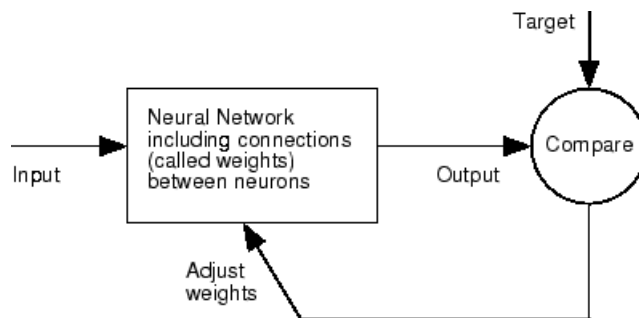 Target
Neural Network
including connections
(called weights)
between neurons
Compare
Input
Output
Adjust
weights